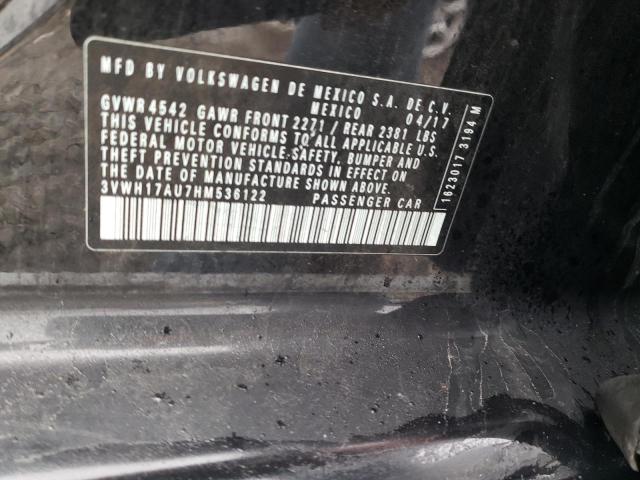 MFD BY VOLKSWAGEN DE MEXICO S.A. DE C.V.
MEXICO 04/17
GVWR 4542 GAWR FRONT 2271 / REAR 2381 LBS
THIS VEHICLE CONFORMS TO ALL APPLICABLE U.S.
FEDERAL MOTOR VEHICLE SAFETY, BUMPER AND
THEFT PREVENTION STANDARDS IN EFFECT ON
THE DATE OF MANUFACTURE SHOWN ABOVE.
3VWH17AU7HM536122 PASSENGER CAR
1623017 3194 M